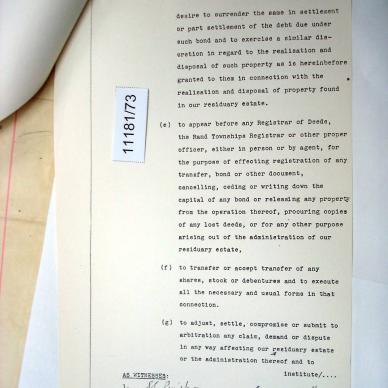 desire to surrender the same in settlement
or part settlement of the debt due under
such bond and to exercise a similar dis-
cretion in regard to the realisation and
disposal of such property as is hereinbefore
granted to them in connection with the
realisation and disposal of property found
in our residuary estate.
11181/73
(e) to appear before any Registrar of Deeds,
the Rand Townships Registrar or other proper
officer, either in person or by agent, for
the purpose of effecting registration of any
transfer, bond or other document,
cancelling, ceding or writing down the
capital of any bond or releasing any property
from the operation thereof, procuring copies
of any lost deeds, or for any other purpose
arising out of the administration of our
residuary estate,
(f) to transfer or accept transfer of any
shares, stock or debentures and to execute
all the necessary and usual forms in that
connection.
(g) to adjust, settle, compromise or submit to
arbitration any claim, demand or dispute
in any way affecting our residuary estate
or the administration thereof and to
AS WITNESSES: institute/....